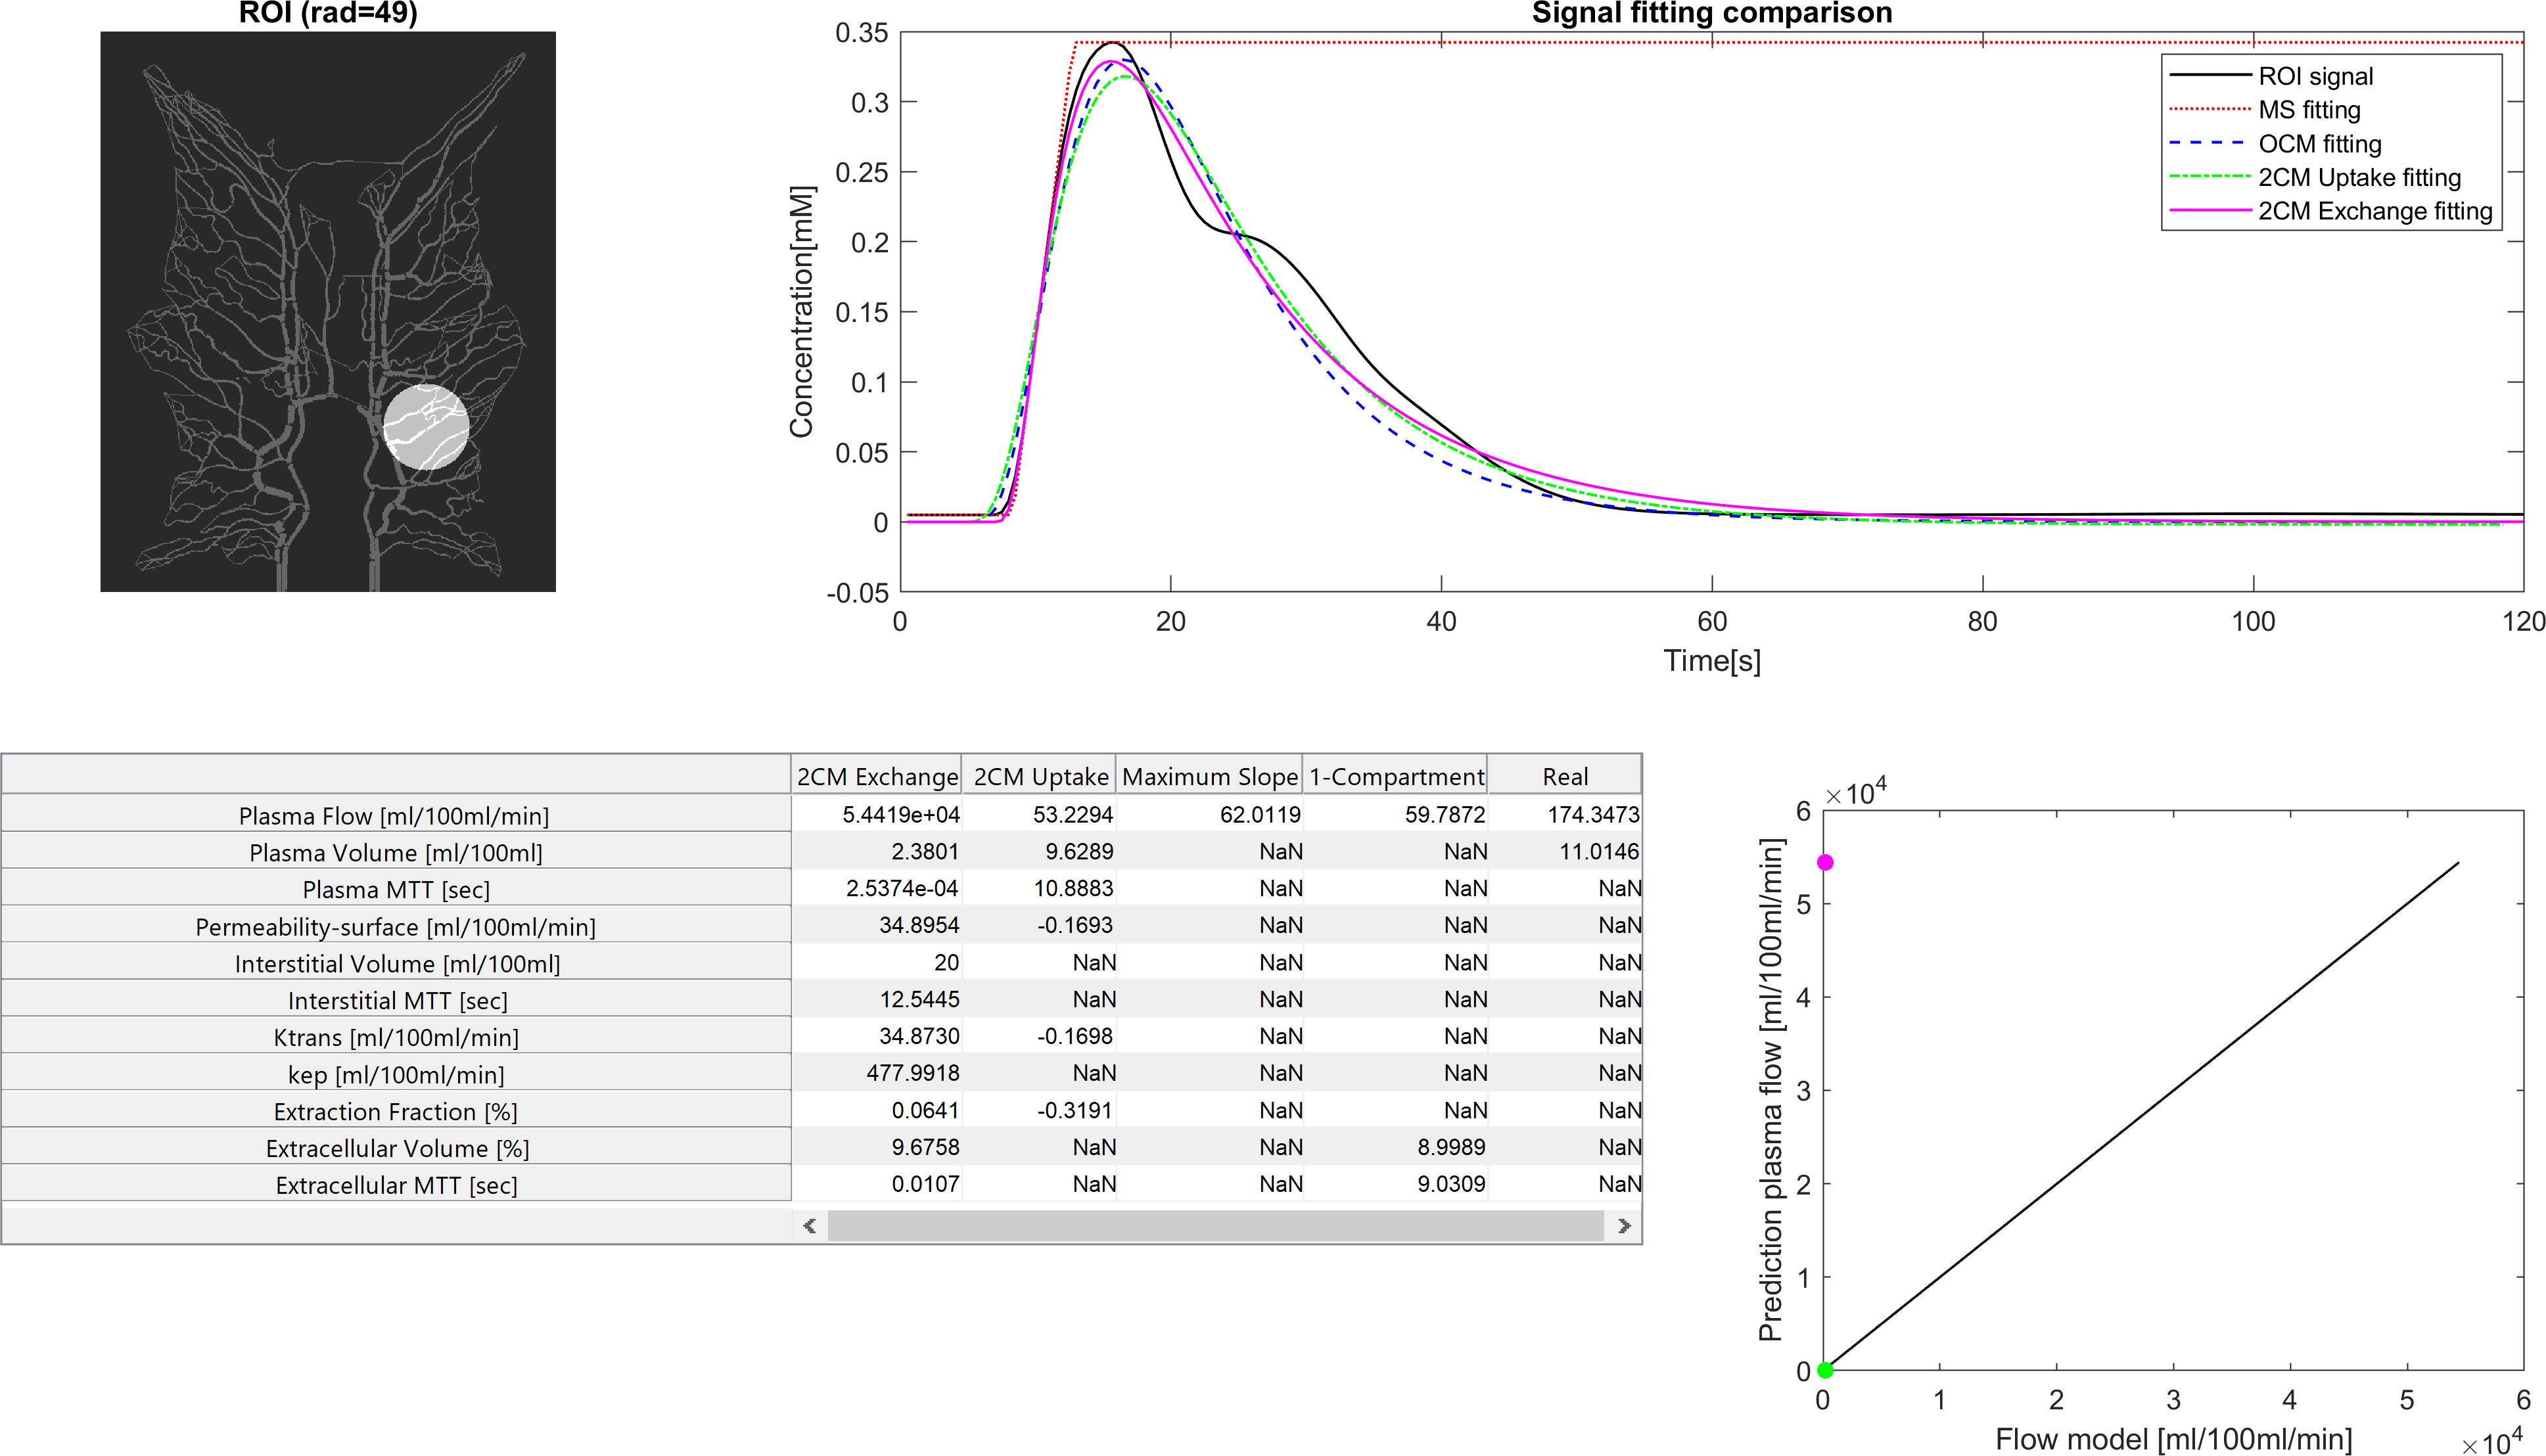 ROI (rad=49)
Signal fitting comparison
0.35
0.3
0.25
0.2
0.15
0.1
0.05
0
-0.05
Concentration[mM]
ROI signal
MS fitting
OCM fitting
2CM Uptake fitting
2CM Exchange fitting
0 20 40 60 80 100 120
Time[s]
2CM Exchange 2CM Uptake Maximum Slope 1-Compartment Real
Plasma Flow [ml/100ml/min] 5.4419e+04 53.2294 62.0119 59.7872 174.3473
Plasma Volume [ml/100ml] 2.3801 9.6289 NaN NaN 11.0146
Plasma MTT [sec] 2.5374e-04 10.8883 NaN NaN NaN
Permeability-surface [ml/100ml/min] 34.8954 -0.1693 NaN NaN NaN
Interstitial Volume [ml/100ml] 20 NaN NaN NaN NaN
Interstitial MTT [sec] 12.5445 NaN NaN NaN NaN
Ktrans [ml/100ml/min] 34.8730 -0.1698 NaN NaN NaN
kep [ml/100ml/min] 477.9918 NaN NaN NaN NaN
Extraction Fraction [%] 0.0641 -0.3191 NaN NaN NaN
Extracellular Volume [%] 9.6758 NaN NaN 8.9989 NaN
Extracellular MTT [sec] 0.0107 NaN NaN 9.0309 NaN
×10⁴
6
5
4
3
2
1
0
Prediction plasma flow [ml/100ml/min]
0 1 2 3 4 5 6
Flow model [ml/100ml/min]
×10⁴